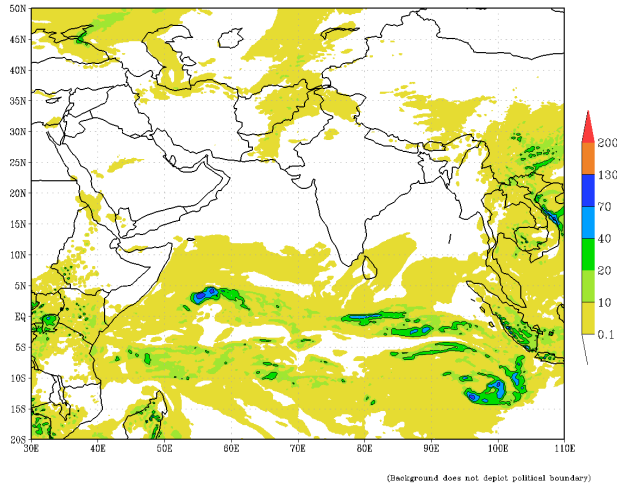 50N
45N
40N
35N
30N
25N
20N
15N
10N
5N
EQ
5S
10S
15S
20S
30E 40E 50E 60E 70E 80E 90E 100E 110E
200
130
70
40
20
10
0.1
(Background does not depict political boundary)